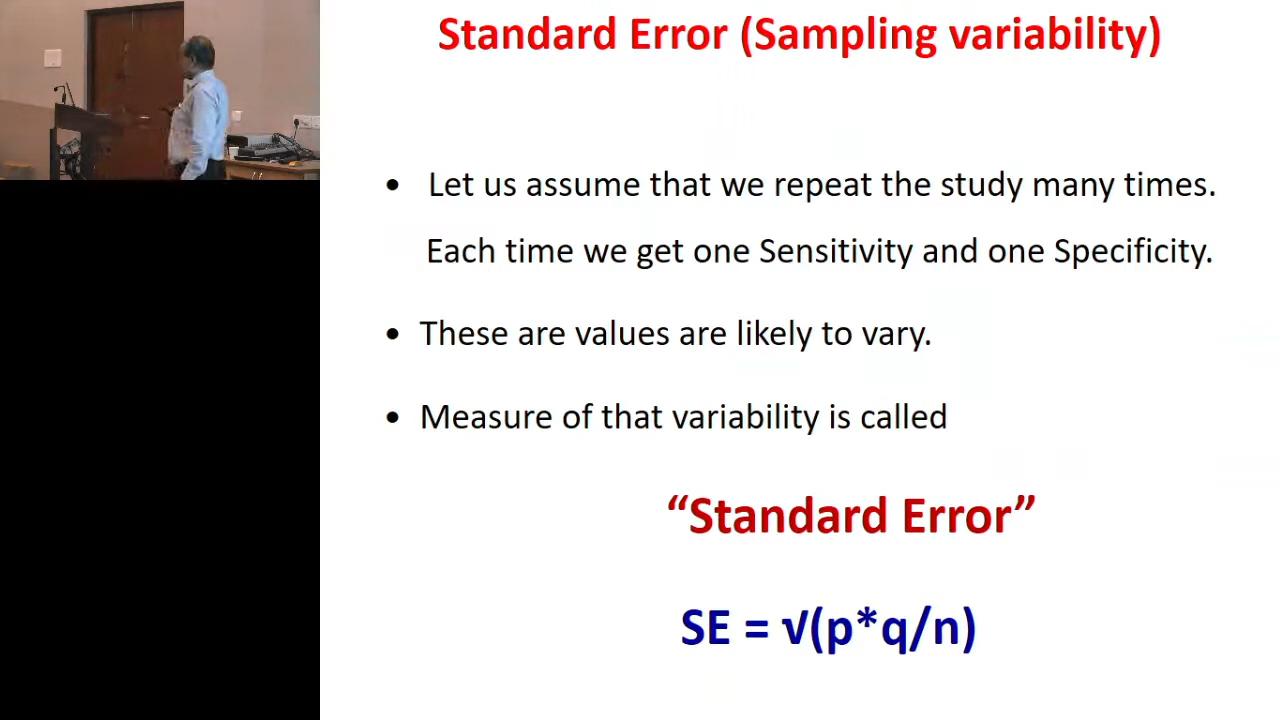 Standard Error (Sampling variability)
• Let us assume that we repeat the study many times.
Each time we get one Sensitivity and one Specificity.
• These are values are likely to vary.
• Measure of that variability is called
“Standard Error”
SE = √(p*q/n)